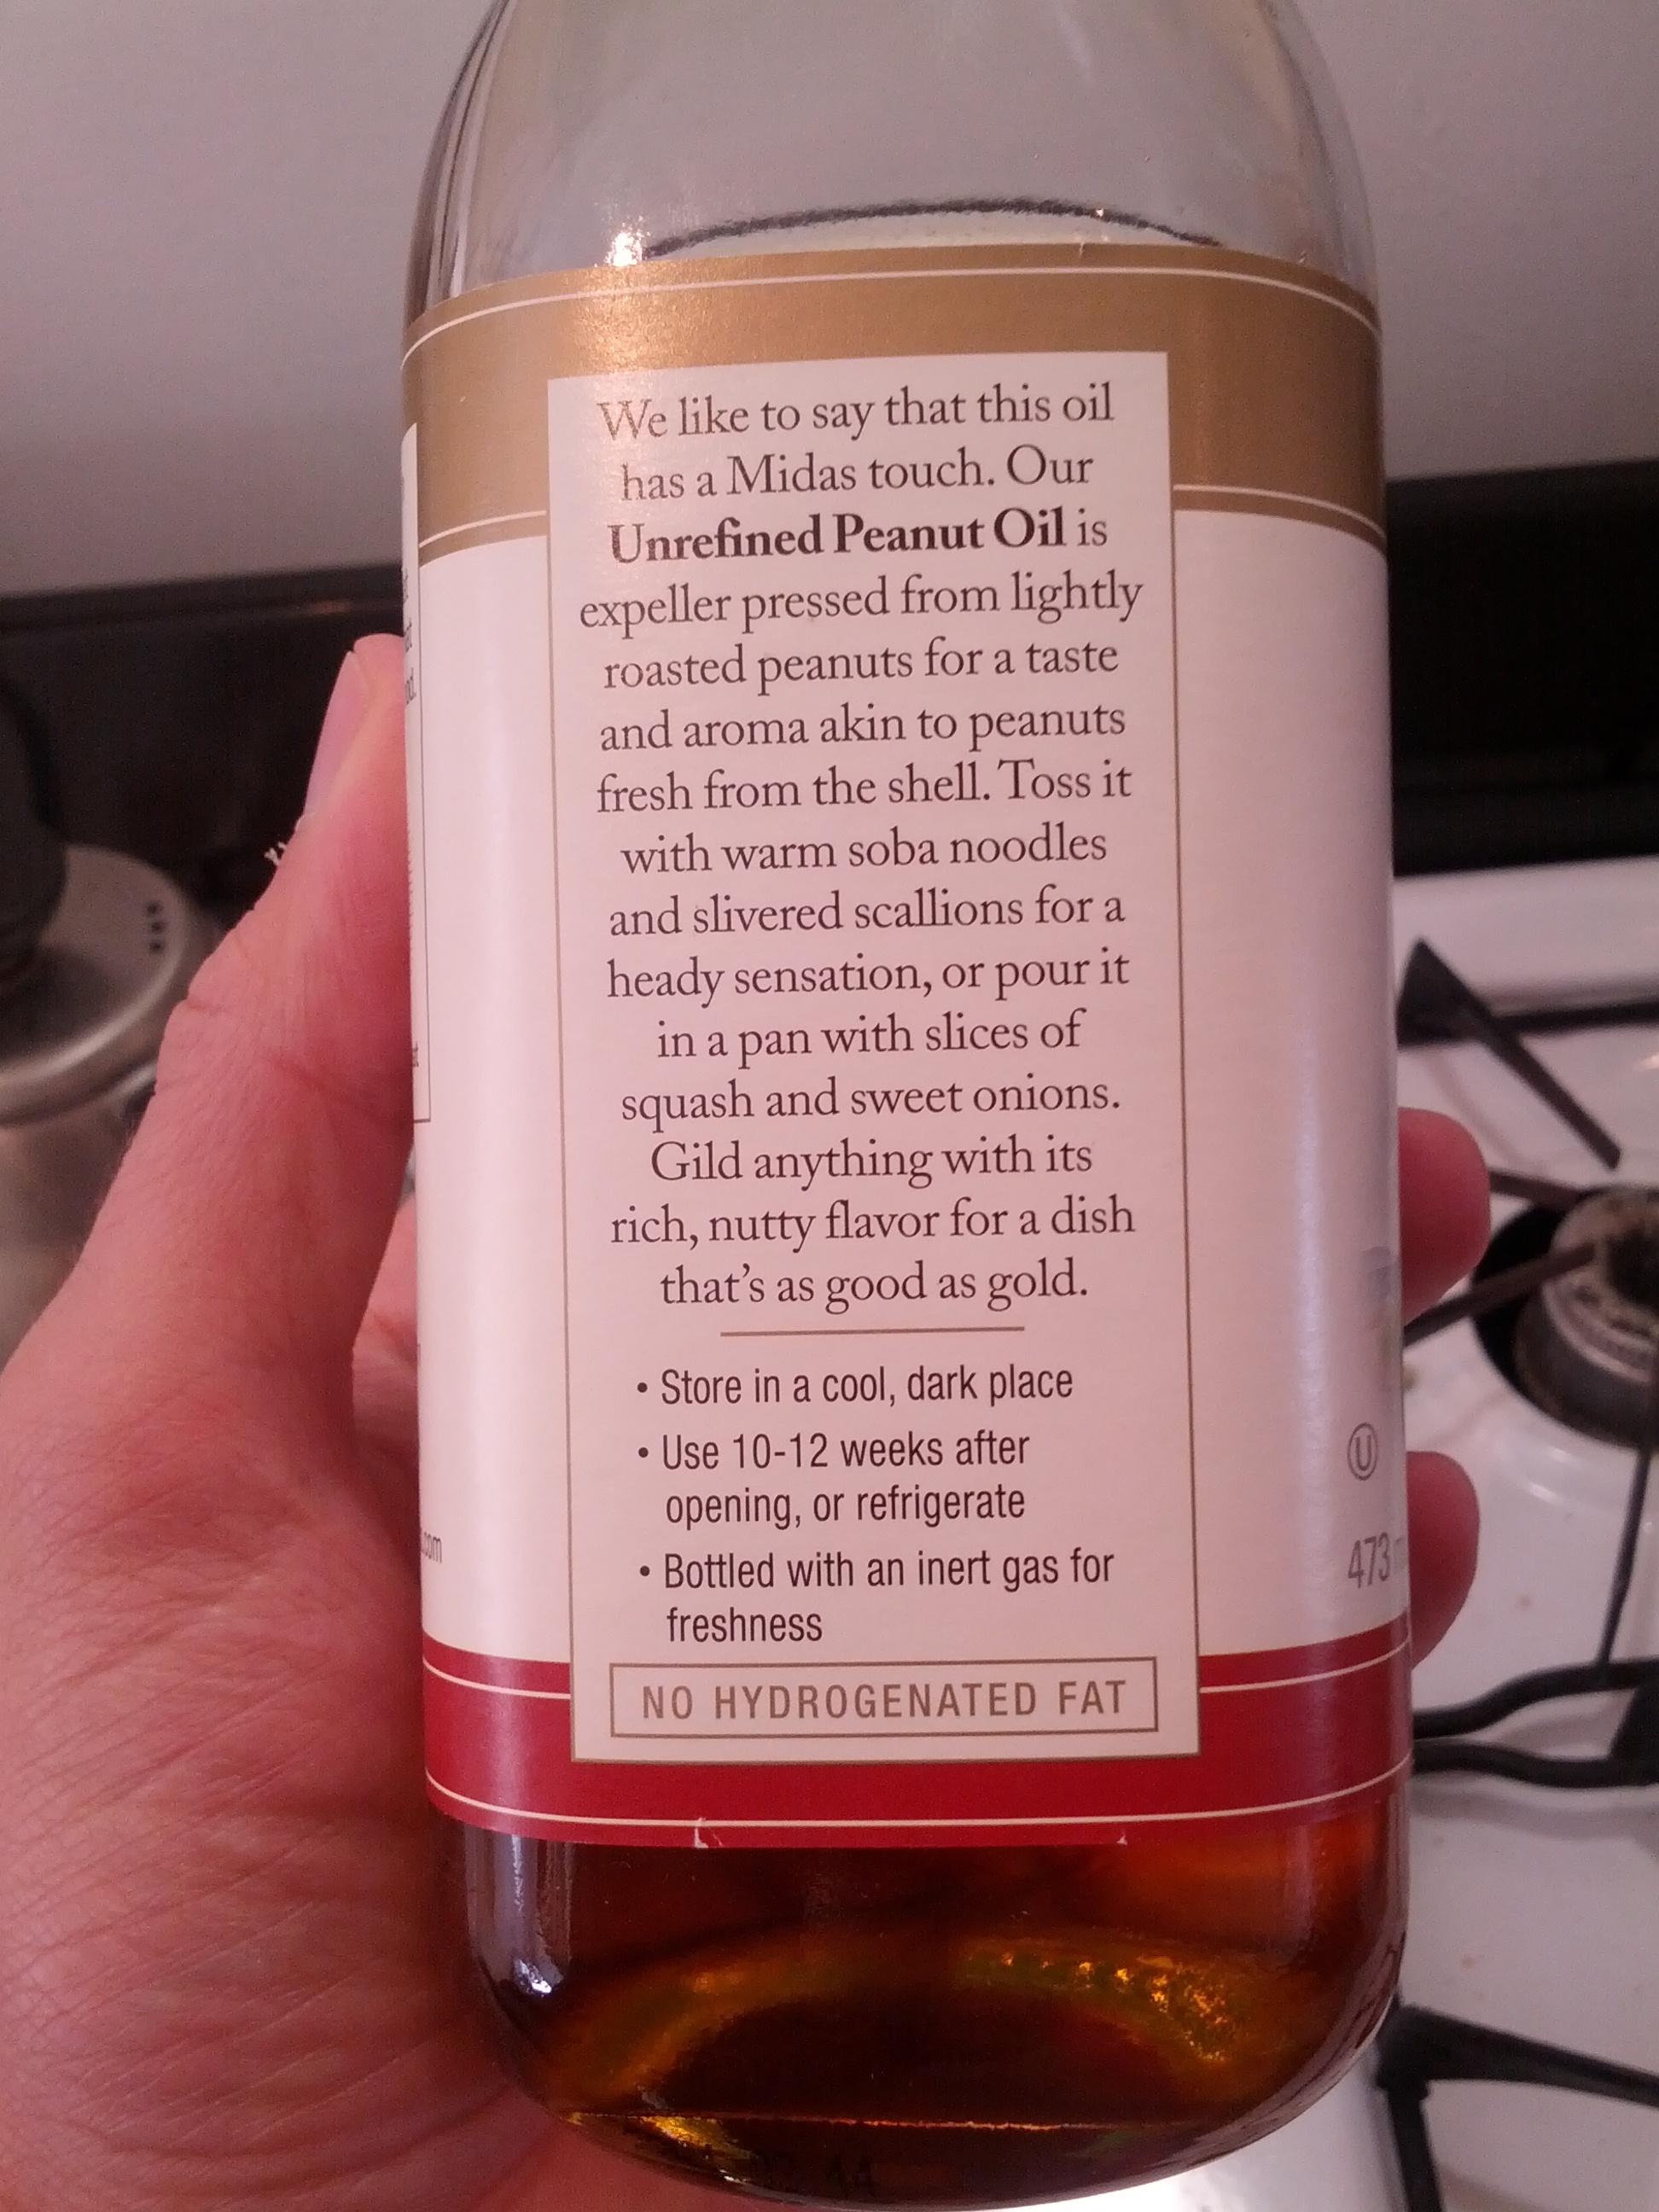 We like to say that this oil
has a Midas touch. Our
Unrefined Peanut Oil is
expeller pressed from lightly
roasted peanuts for a taste
and aroma akin to peanuts
fresh from the shell. Toss it
with warm soba noodles
and slivered scallions for a
heady sensation, or pour it
in a pan with slices of
squash and sweet onions.
Gild anything with its
rich, nutty flavor for a dish
that's as good as gold.
• Store in a cool, dark place
• Use 10-12 weeks after
opening, or refrigerate
• Bottled with an inert gas for
freshness
NO HYDROGENATED FAT
.com
U
473